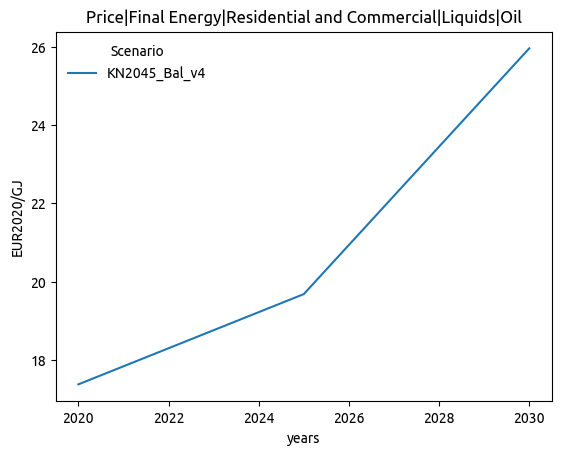 Price|Final Energy|Residential and Commercial|Liquids|Oil
Scenario
KN2045_Bal_v4
EUR2020/GJ
26
24
22
20
18
2020
2022
2024
2026
2028
2030
years